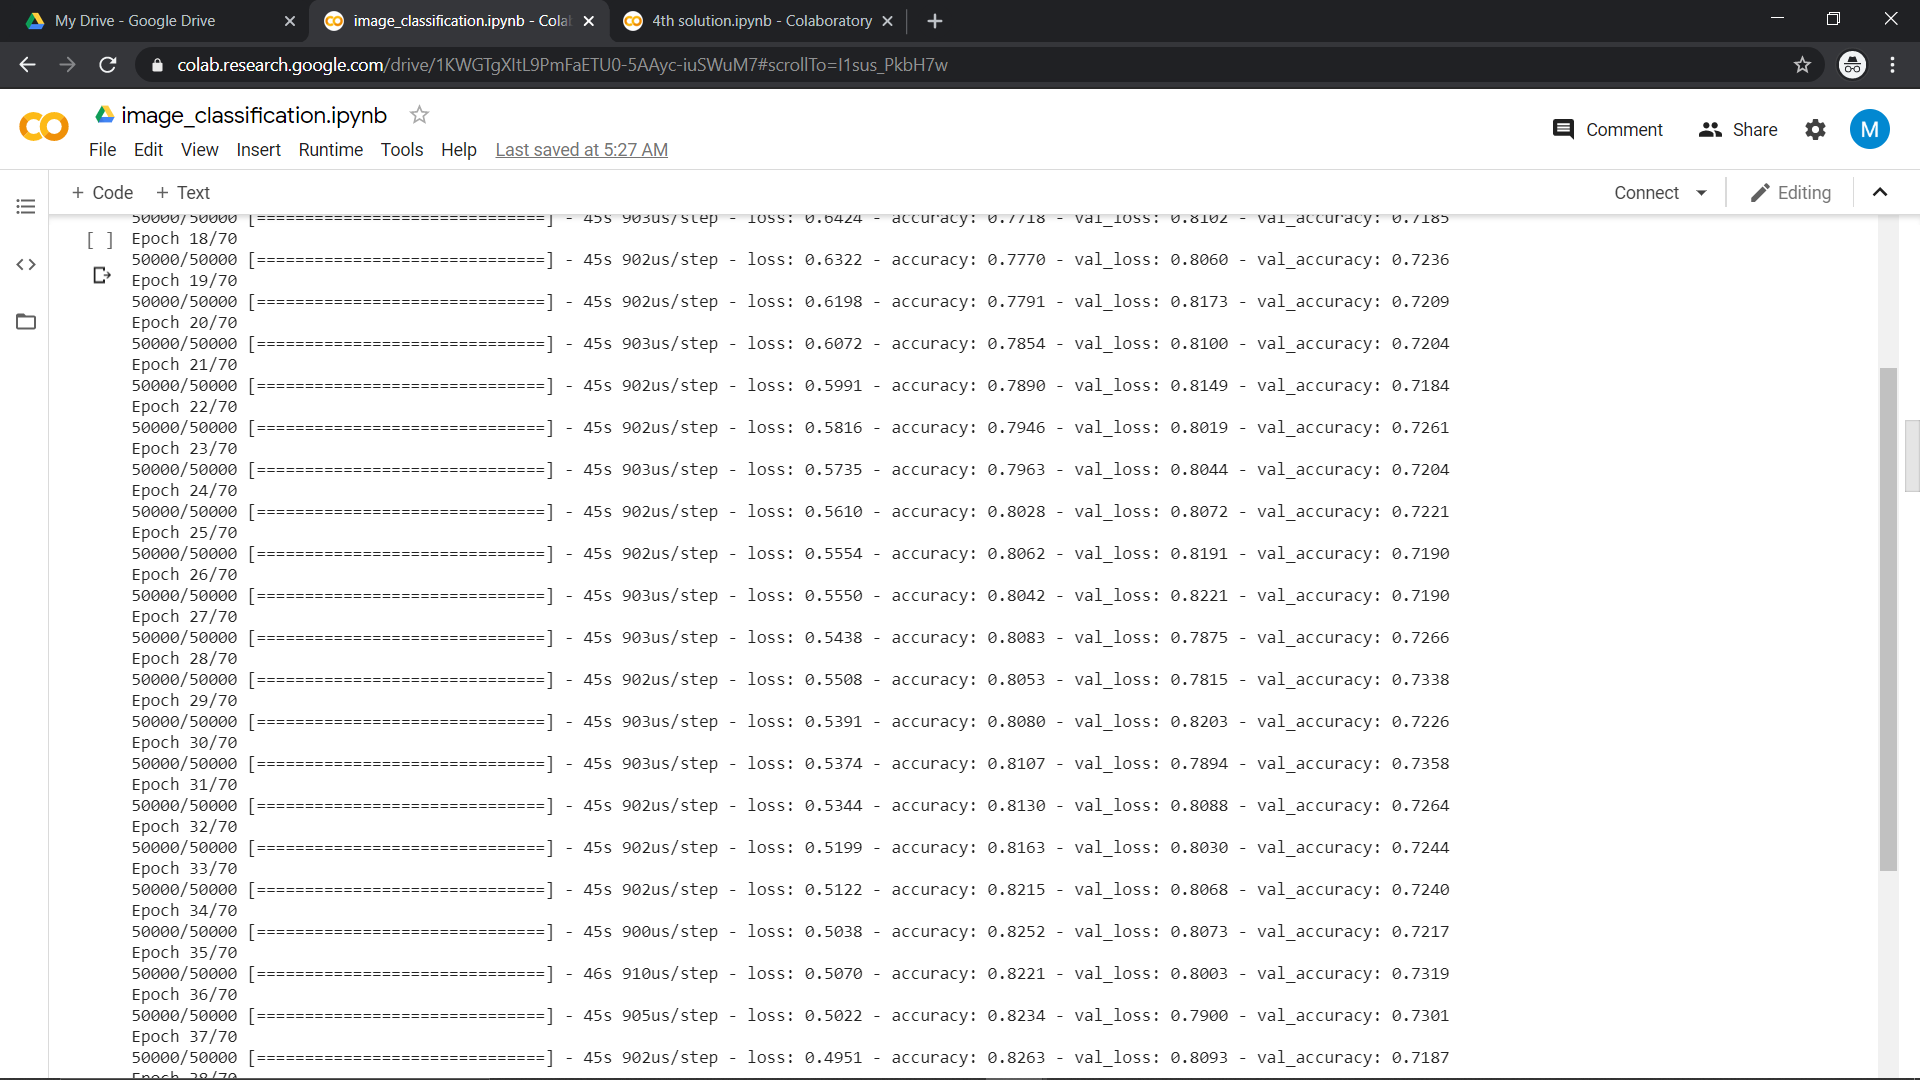 My Drive - Google Drive
image_classification.ipynb - Cola
4th solution.ipynb - Colaboratory
colab.research.google.com/drive/1KWGTgXItL9PmFaETU0-5AAyc-iuSWuM7#scrollTo=I1sus_PkbH7w
image_classification.ipynb
Comment
Share
M
File Edit View Insert Runtime Tools Help Last saved at 5:27 AM
+ Code + Text
Connect
Editing
50000/50000 [==============================] - 45s 903us/step - loss: 0.6424 - accuracy: 0.7718 - val_loss: 0.8102 - val_accuracy: 0.7185
[ ] Epoch 18/70
50000/50000 [==============================] - 45s 902us/step - loss: 0.6322 - accuracy: 0.7770 - val_loss: 0.8060 - val_accuracy: 0.7236
Epoch 19/70
50000/50000 [==============================] - 45s 902us/step - loss: 0.6198 - accuracy: 0.7791 - val_loss: 0.8173 - val_accuracy: 0.7209
Epoch 20/70
50000/50000 [==============================] - 45s 903us/step - loss: 0.6072 - accuracy: 0.7854 - val_loss: 0.8100 - val_accuracy: 0.7204
Epoch 21/70
50000/50000 [==============================] - 45s 902us/step - loss: 0.5991 - accuracy: 0.7890 - val_loss: 0.8149 - val_accuracy: 0.7184
Epoch 22/70
50000/50000 [==============================] - 45s 902us/step - loss: 0.5816 - accuracy: 0.7946 - val_loss: 0.8019 - val_accuracy: 0.7261
Epoch 23/70
50000/50000 [==============================] - 45s 903us/step - loss: 0.5735 - accuracy: 0.7963 - val_loss: 0.8044 - val_accuracy: 0.7204
Epoch 24/70
50000/50000 [==============================] - 45s 902us/step - loss: 0.5610 - accuracy: 0.8028 - val_loss: 0.8072 - val_accuracy: 0.7221
Epoch 25/70
50000/50000 [==============================] - 45s 902us/step - loss: 0.5554 - accuracy: 0.8062 - val_loss: 0.8191 - val_accuracy: 0.7190
Epoch 26/70
50000/50000 [==============================] - 45s 903us/step - loss: 0.5550 - accuracy: 0.8042 - val_loss: 0.8221 - val_accuracy: 0.7190
Epoch 27/70
50000/50000 [==============================] - 45s 903us/step - loss: 0.5438 - accuracy: 0.8083 - val_loss: 0.7875 - val_accuracy: 0.7266
Epoch 28/70
50000/50000 [==============================] - 45s 902us/step - loss: 0.5508 - accuracy: 0.8053 - val_loss: 0.7815 - val_accuracy: 0.7338
Epoch 29/70
50000/50000 [==============================] - 45s 903us/step - loss: 0.5391 - accuracy: 0.8080 - val_loss: 0.8203 - val_accuracy: 0.7226
Epoch 30/70
50000/50000 [==============================] - 45s 903us/step - loss: 0.5374 - accuracy: 0.8107 - val_loss: 0.7894 - val_accuracy: 0.7358
Epoch 31/70
50000/50000 [==============================] - 45s 902us/step - loss: 0.5344 - accuracy: 0.8130 - val_loss: 0.8088 - val_accuracy: 0.7264
Epoch 32/70
50000/50000 [==============================] - 45s 902us/step - loss: 0.5199 - accuracy: 0.8163 - val_loss: 0.8030 - val_accuracy: 0.7244
Epoch 33/70
50000/50000 [==============================] - 45s 902us/step - loss: 0.5122 - accuracy: 0.8215 - val_loss: 0.8068 - val_accuracy: 0.7240
Epoch 34/70
50000/50000 [==============================] - 45s 900us/step - loss: 0.5038 - accuracy: 0.8252 - val_loss: 0.8073 - val_accuracy: 0.7217
Epoch 35/70
50000/50000 [==============================] - 46s 910us/step - loss: 0.5070 - accuracy: 0.8221 - val_loss: 0.8003 - val_accuracy: 0.7319
Epoch 36/70
50000/50000 [==============================] - 45s 905us/step - loss: 0.5022 - accuracy: 0.8234 - val_loss: 0.7900 - val_accuracy: 0.7301
Epoch 37/70
50000/50000 [==============================] - 45s 902us/step - loss: 0.4951 - accuracy: 0.8263 - val_loss: 0.8093 - val_accuracy: 0.7187
Epoch 38/70